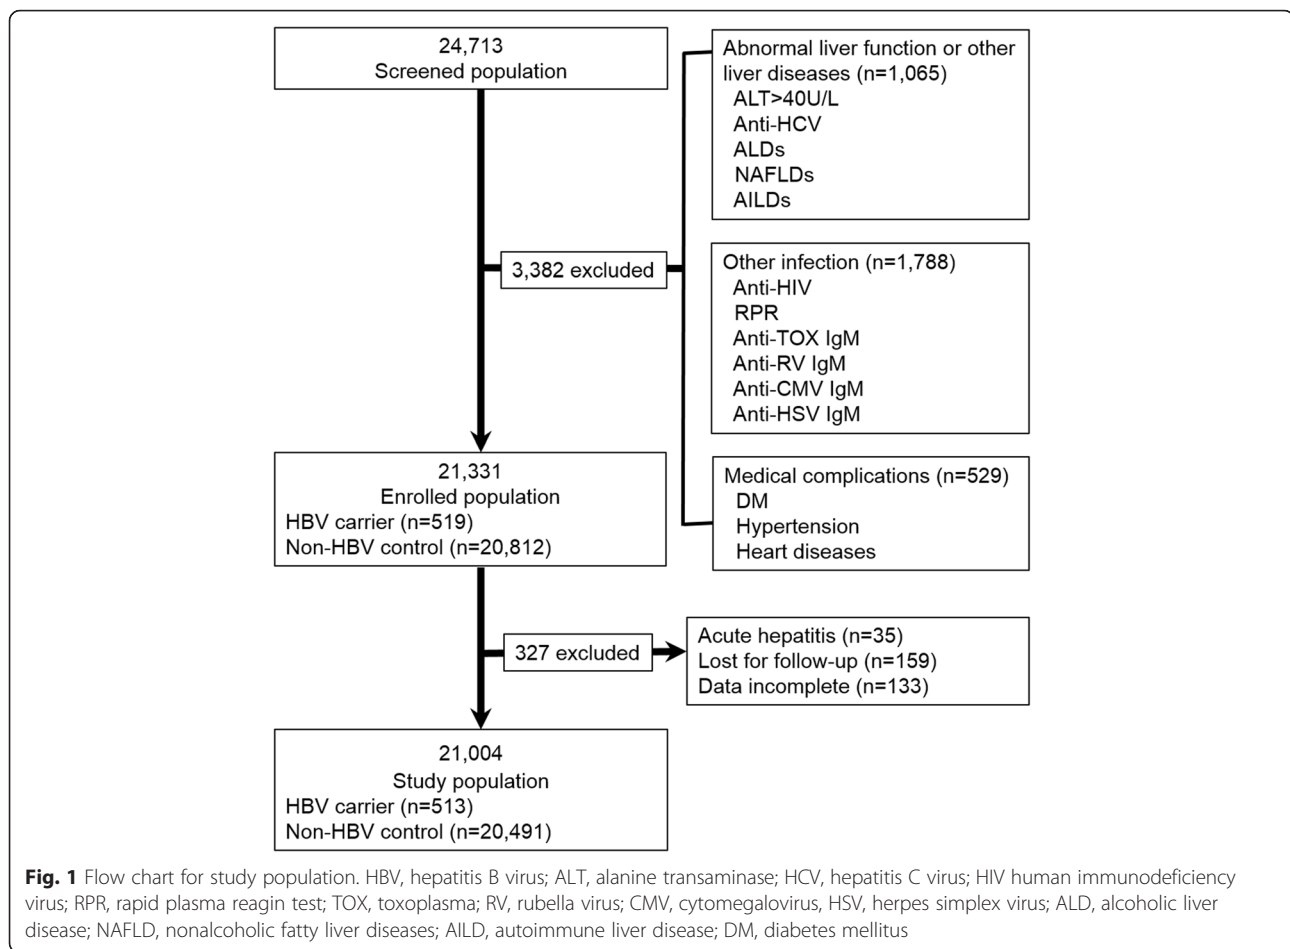 24,713
Screened population
Abnormal liver function or other
liver diseases (n=1,065)
ALT>40U/L
Anti-HCV
ALDs
NAFLDs
AILDs
3,382 excluded
Other infection (n=1,788)
Anti-HIV
RPR
Anti-TOX IgM
Anti-RV IgM
Anti-CMV IgM
Anti-HSV IgM
Medical complications (n=529)
DM
Hypertension
Heart diseases
21,331
Enrolled population
HBV carrier (n=519)
Non-HBV control (n=20,812)
327 excluded
Acute hepatitis (n=35)
Lost for follow-up (n=159)
Data incomplete (n=133)
21,004
Study population
HBV carrier (n=513)
Non-HBV control (n=20,491)
Fig. 1 Flow chart for study population. HBV, hepatitis B virus; ALT, alanine transaminase; HCV, hepatitis C virus; HIV human immunodeficiency
virus; RPR, rapid plasma reagin test; TOX, toxoplasma; RV, rubella virus; CMV, cytomegalovirus, HSV, herpes simplex virus; ALD, alcoholic liver
disease; NAFLD, nonalcoholic fatty liver diseases; AILD, autoimmune liver disease; DM, diabetes mellitus